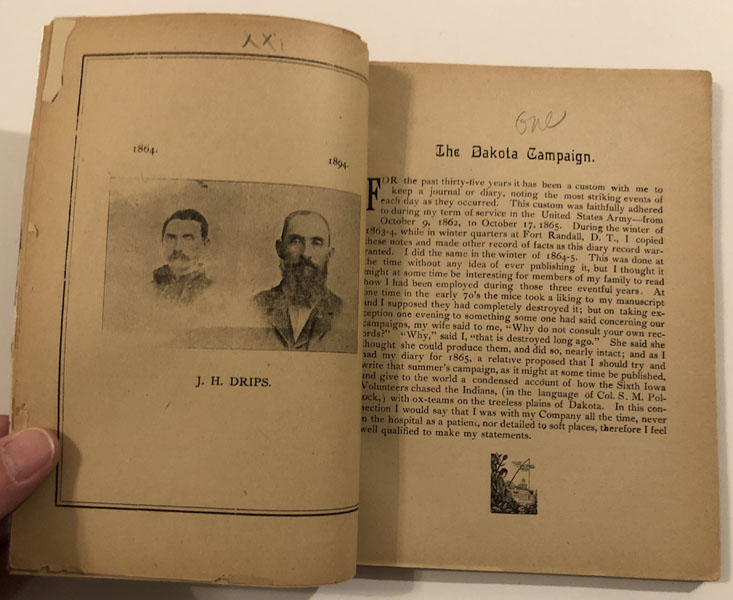 XXI
1864.
1894.
J. H. DRIPS.
One
The Dakota Campaign.
FOR the past thirty-five years it has been a custom with me to
keep a journal or diary, noting the most striking events of
each day as they occurred. This custom was faithfully adhered
to during my term of service in the United States Army—from
October 9, 1862, to October 17, 1865. During the winter of
1863-4, while in winter quarters at Fort Randall, D. T., I copied
these notes and made other record of facts as this diary record war-
ranted. I did the same in the winter of 1864-5. This was done at
the time without any idea of ever publishing it, but I thought it
might at some time be interesting for members of my family to read
how I had been employed during those three eventful years. At
one time in the early 70's the mice took a liking to my manuscript
and I supposed they had completely destroyed it; but on taking ex-
ception one evening to something some one had said concerning our
campaigns, my wife said to me, "Why do not consult your own rec-
ords?" "Why," said I, "that is destroyed long ago." She said she
thought she could produce them, and did so, nearly intact; and as I
had my diary for 1865, a relative proposed that I should try and
write that summer's campaign, as it might at some time be published,
and give to the world a condensed account of how the Sixth Iowa
Volunteers chased the Indians, (in the language of Col. S. M. Pol-
ock,) with ox-teams on the treeless plains of Dakota. In this con-
nection I would say that I was with my Company all the time, never
in the hospital as a patient, nor detailed to soft places, therefore I feel
well qualified to make my statements.